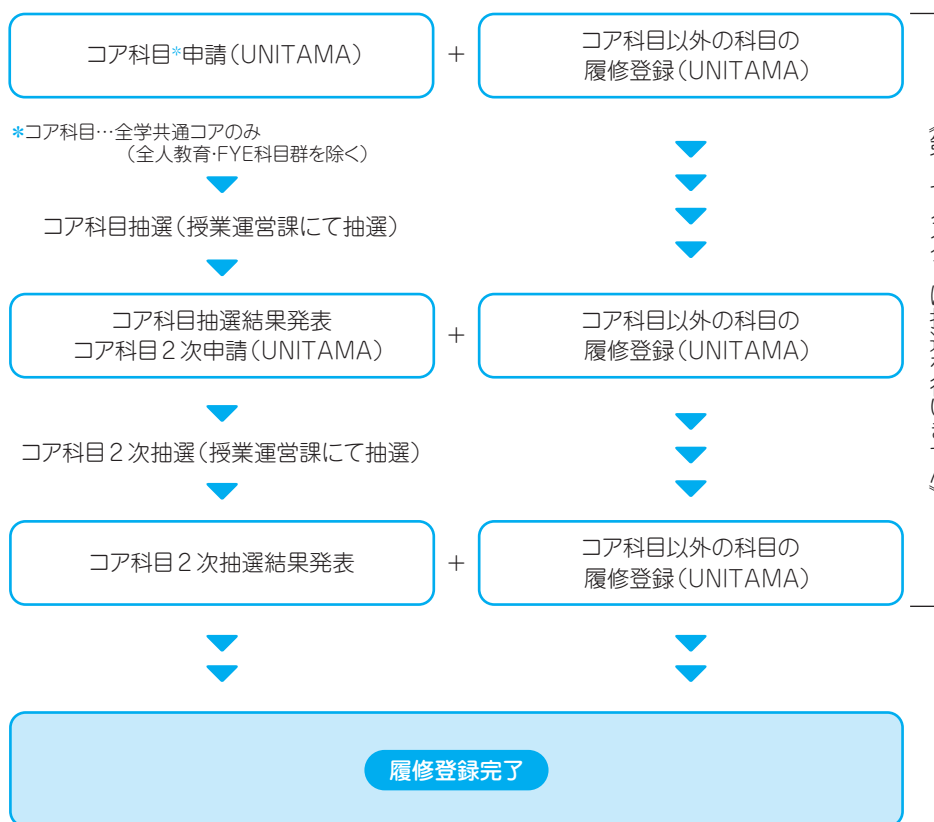 コア科目*申請(UNITAMA)
+
コア科目以外の科目の
履修登録(UNITAMA)
*コア科目…全学共通コアのみ
(全人教育・FYE科目群を除く)
コア科目抽選(授業運営課にて抽選)
コア科目抽選結果発表
コア科目2次申請(UNITAMA)
+
コア科目以外の科目の
履修登録(UNITAMA)
コア科目2次抽選(授業運営課にて抽選)
コア科目2次抽選結果発表
+
コア科目以外の科目の
履修登録(UNITAMA)
履修登録完了